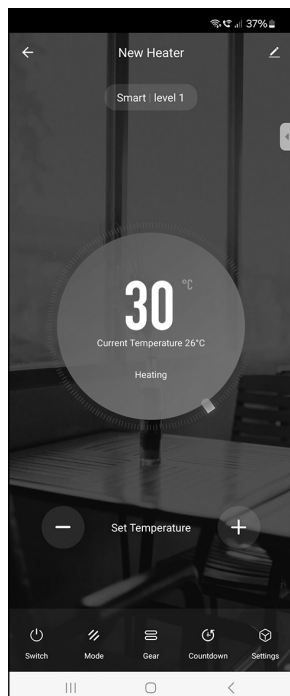 37%
New Heater
Smart | level 1
30 °C
Current Temperature 26°C
Heating
Set Temperature
Switch Mode Gear Countdown Settings